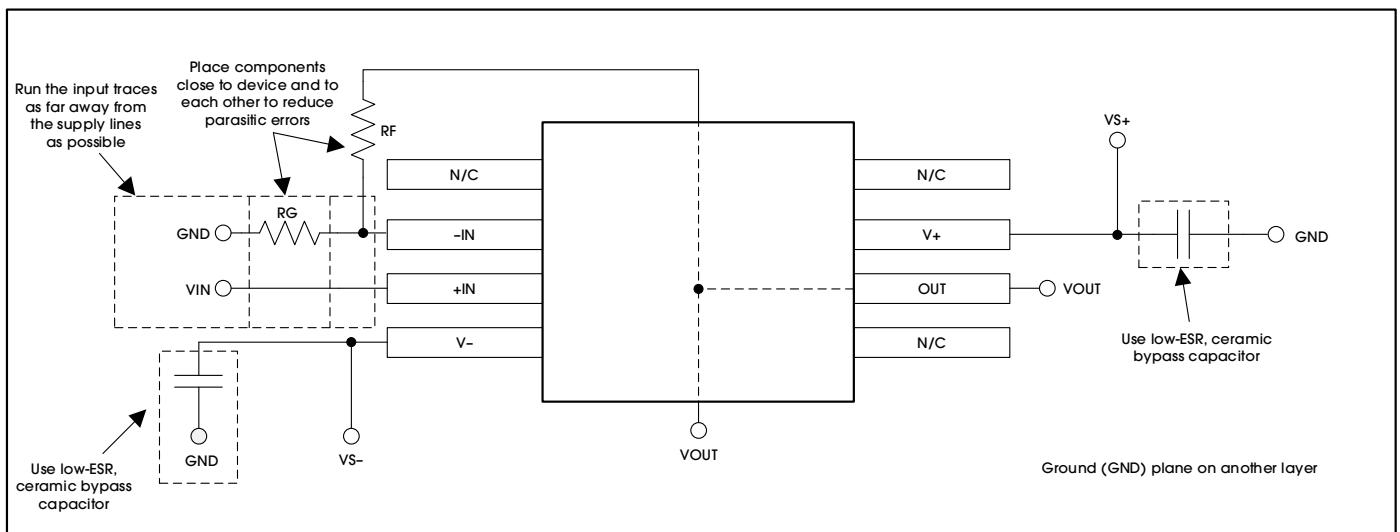 Place components
close to device and to
each other to reduce
parasitic errors
Run the input traces
as far away from
the supply lines
as possible
RF
VS+
N/C
N/C
RG
GND
–IN
V+
GND
VIN
+IN
OUT
VOUT
V–
N/C
Use low-ESR, ceramic
bypass capacitor
GND
VS–
VOUT
Use low-ESR,
ceramic bypass
capacitor
Ground (GND) plane on another layer